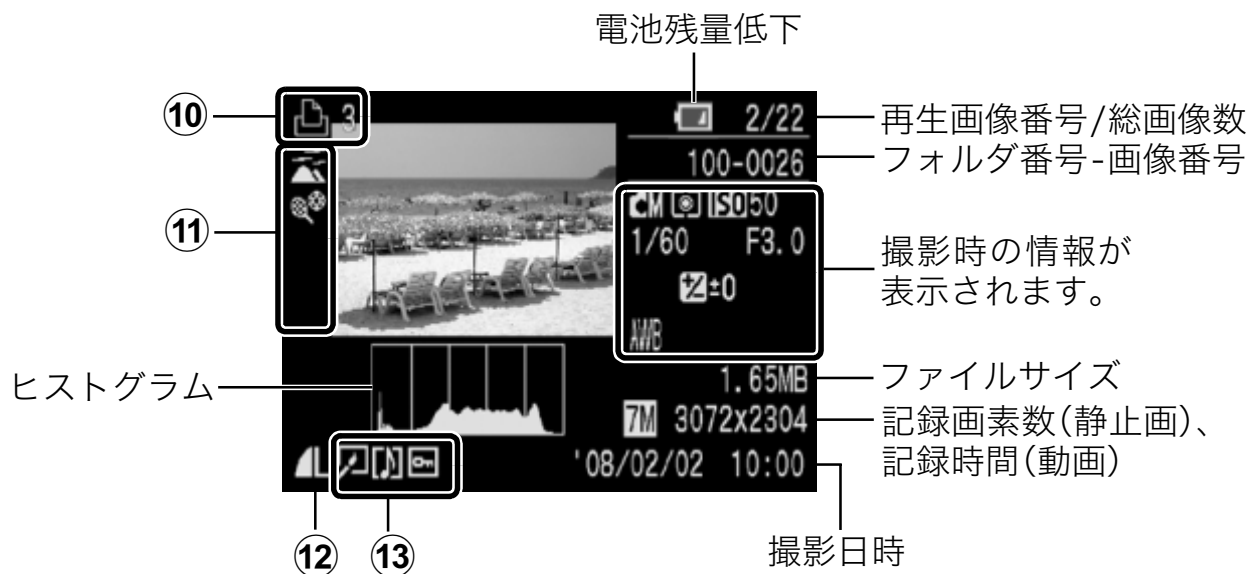 電池残量低下
⑩
3
2/22
再生画像番号/総画像数
100-0026
フォルダ番号-画像番号
⑪
M ISO 50
1/60 F3.0
±0
AWB
撮影時の情報が
表示されます。
ヒストグラム
1.65MB
ファイルサイズ
7M 3072x2304
記録画素数(静止画)、
記録時間(動画)
L
'08/02/02 10:00
⑫
⑬
撮影日時